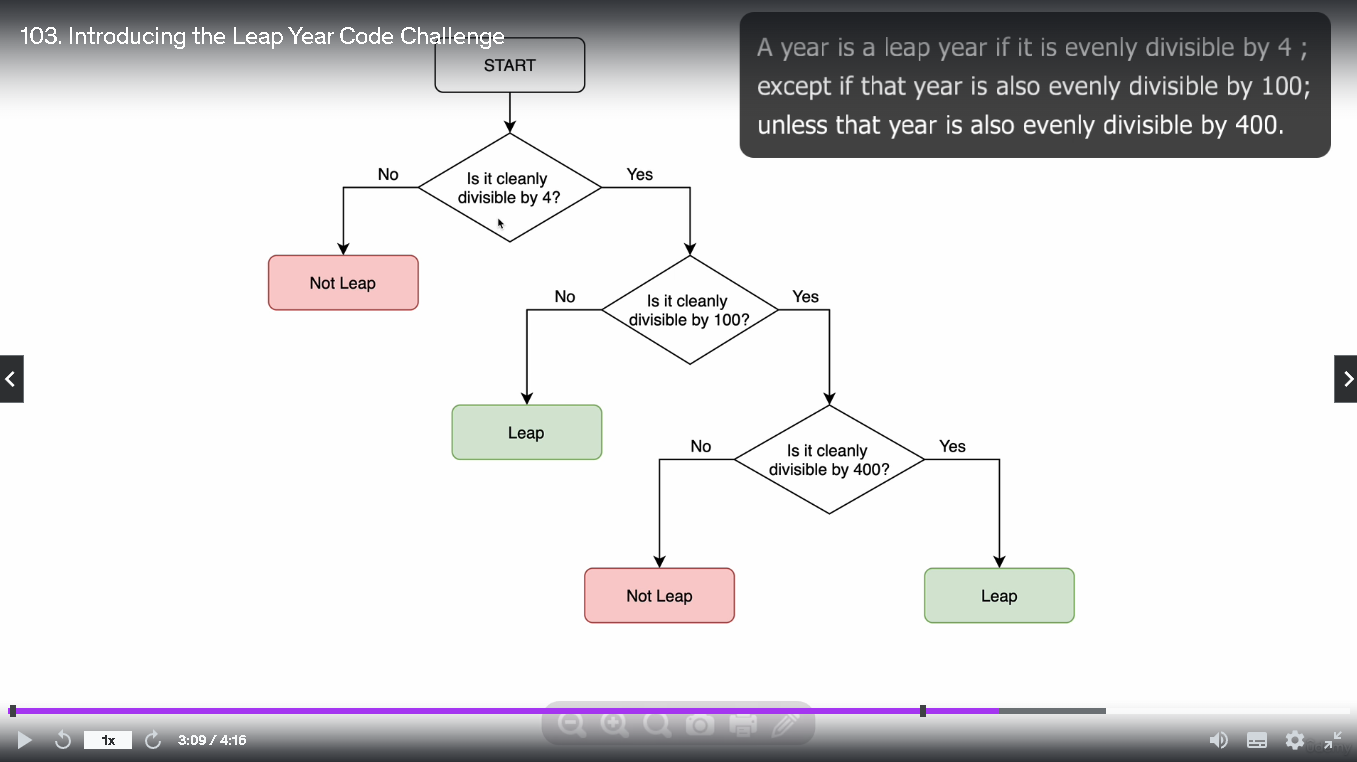 103. Introducing the Leap Year Code Challenge
START
A year is a leap year if it is evenly divisible by 4 ;
except if that year is also evenly divisible by 100;
unless that year is also evenly divisible by 400.
No
Yes
Is it cleanly
divisible by 4?
Not Leap
No
Yes
Is it cleanly
divisible by 100?
Leap
No
Yes
Is it cleanly
divisible by 400?
Not Leap
Leap
1x
3:09 / 4:16